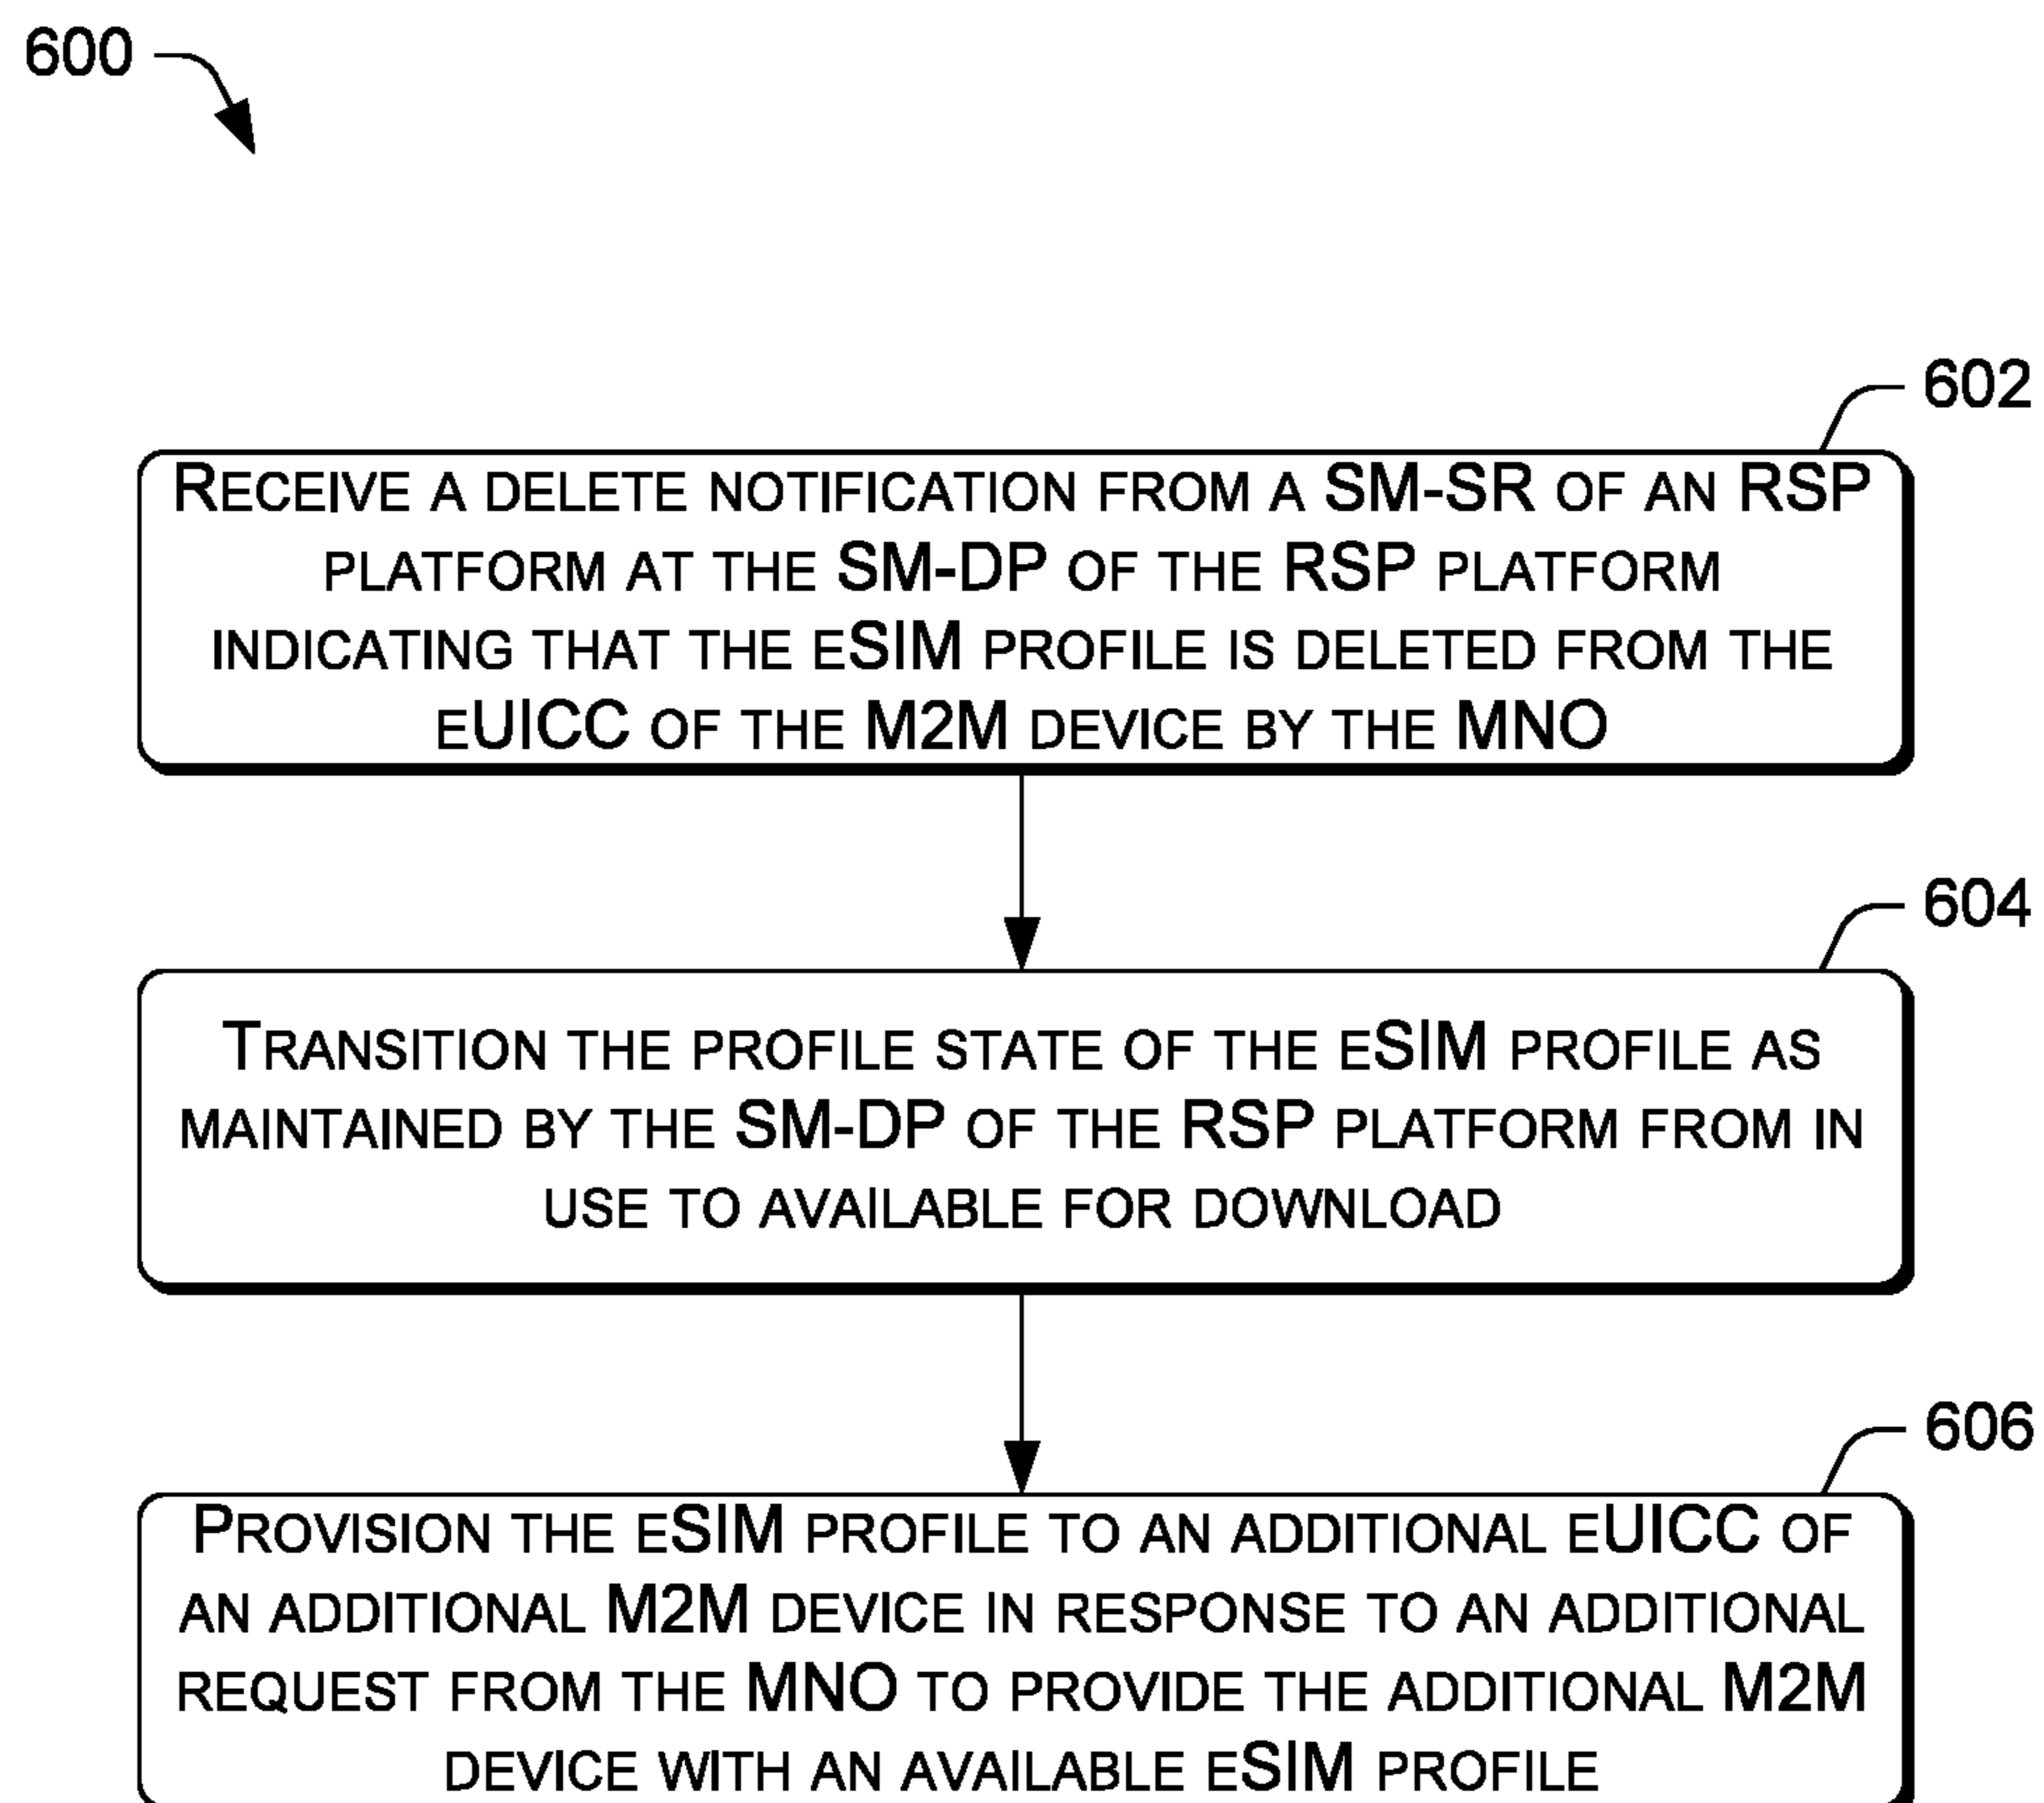 600
602
RECEIVE A DELETE NOTIFICATION FROM A SM-SR OF AN RSP
PLATFORM AT THE SM-DP OF THE RSP PLATFORM
INDICATING THAT THE ESIM PROFILE IS DELETED FROM THE
EUICC OF THE M2M DEVICE BY THE MNO
604
TRANSITION THE PROFILE STATE OF THE ESIM PROFILE AS
MAINTAINED BY THE SM-DP OF THE RSP PLATFORM FROM IN
USE TO AVAILABLE FOR DOWNLOAD
606
PROVISION THE ESIM PROFILE TO AN ADDITIONAL EUICC OF
AN ADDITIONAL M2M DEVICE IN RESPONSE TO AN ADDITIONAL
REQUEST FROM THE MNO TO PROVIDE THE ADDITIONAL M2M
DEVICE WITH AN AVAILABLE ESIM PROFILE